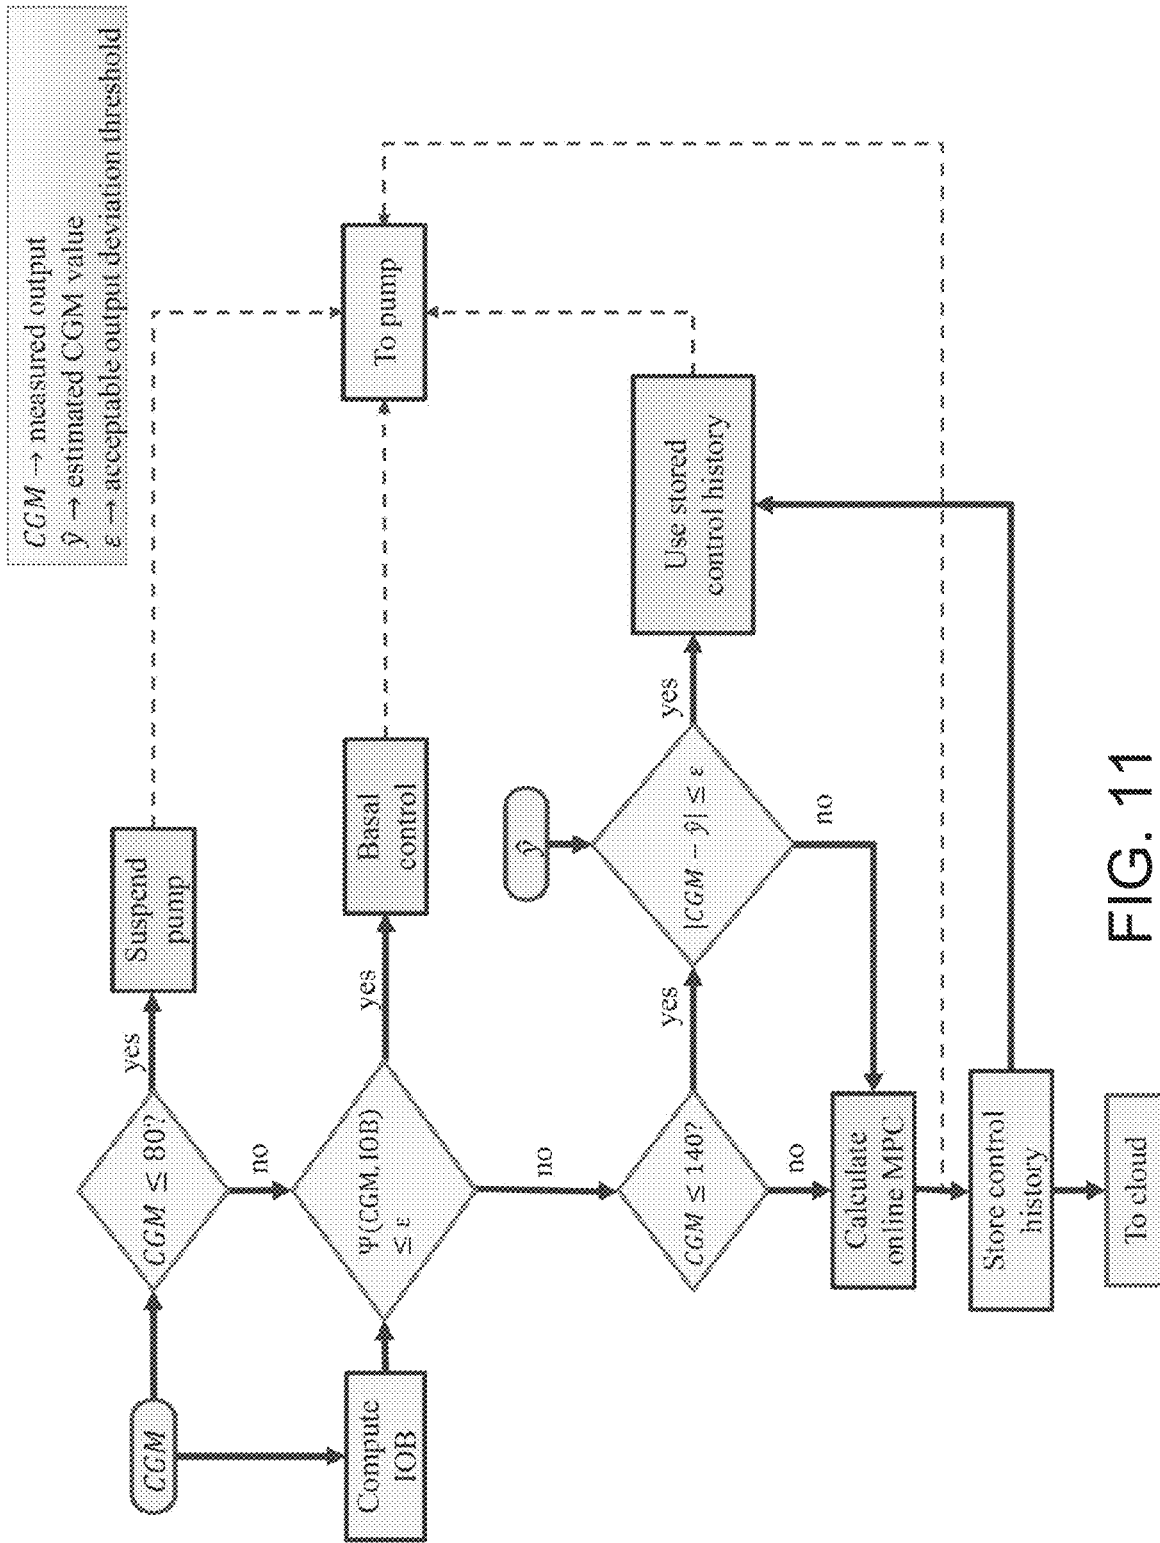 CGM → measured output
ŷ → estimated CGM value
ε → acceptable output deviation threshold
CGM
CGM ≤ 80?
yes
Suspend
pump
no
Compute
IOB
Ψ(CGM, IOB)
≤ ε
yes
Basal
control
To pump
no
ŷ
CGM ≤ 140?
yes
|CGM − ŷ| ≤ ε
yes
Use stored
control history
no
no
Calculate
online MPC
Store control
history
To cloud
FIG. 11